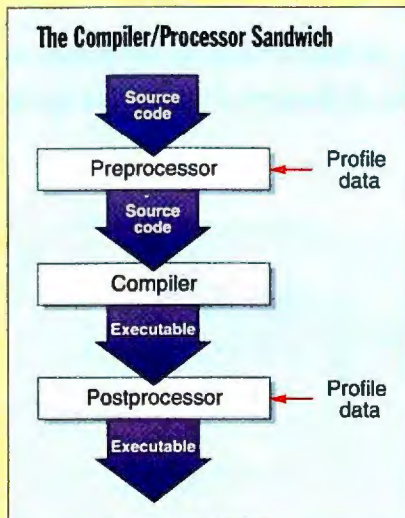 The Compiler/Processor Sandwich
Source
code
Preprocessor
Profile
data
Source
code
Compiler
Executable
Postprocessor
Profile
data
Executable